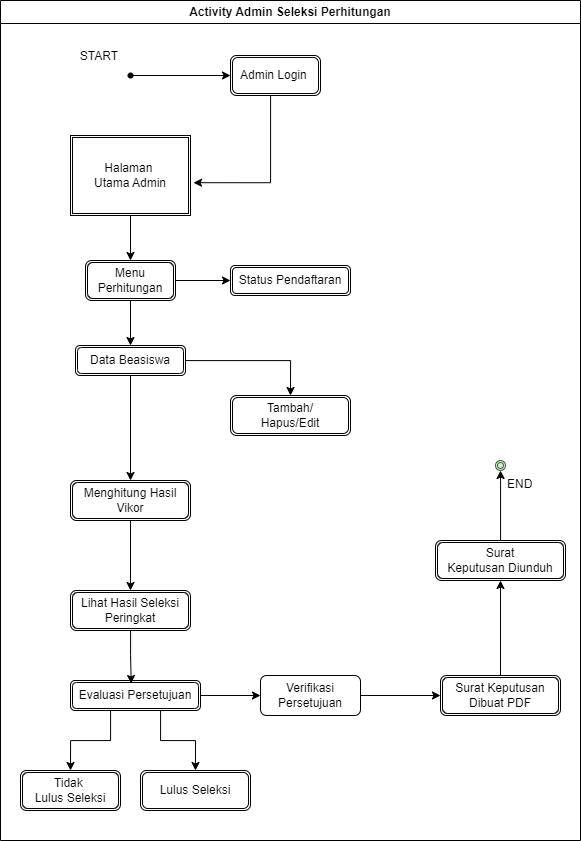 Activity Admin Seleksi Perhitungan
START
Admin Login
Halaman
Utama Admin
Menu
Perhitungan
Status Pendaftaran
Data Beasiswa
Tambah/
Hapus/Edit
END
Menghitung Hasil
Vikor
Surat
Keputusan Diunduh
Lihat Hasil Seleksi
Peringkat
Evaluasi Persetujuan
Verifikasi
Persetujuan
Surat Keputusan
Dibuat PDF
Tidak
Lulus Seleksi
Lulus Seleksi